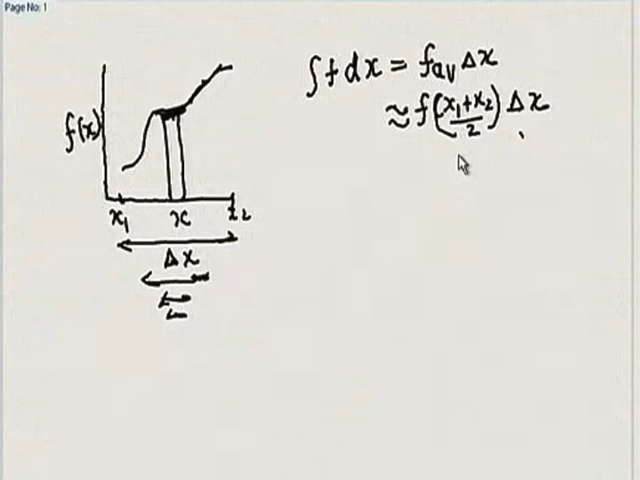 Page No: 1
∫f dx = f_av Δx
≈ f(x₁+x₂/2) Δx
f(x)
x₁ x x₂
Δx